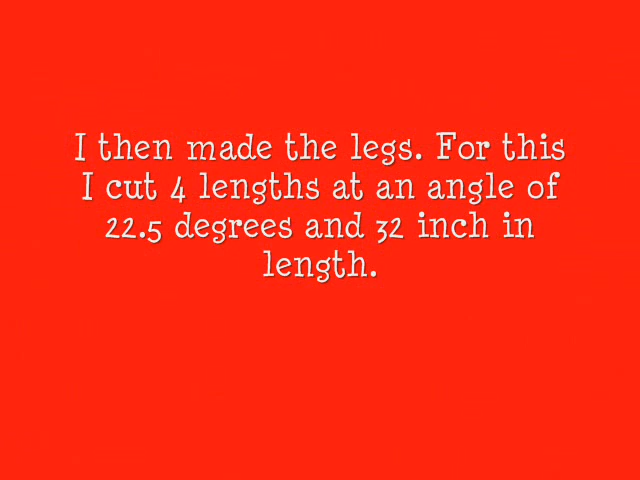 I then made the legs. For this
I cut 4 lengths at an angle of
22.5 degrees and 32 inch in
length.